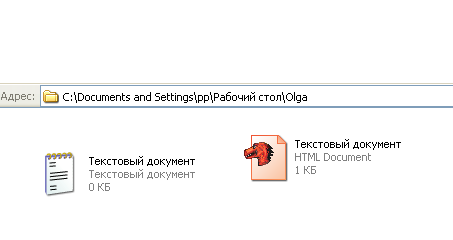 Адрес: C:\Documents and Settings\pp\Рабочий стол\Olga
Текстовый документ
Текстовый документ
0 КБ
Текстовый документ
HTML Document
1 КБ